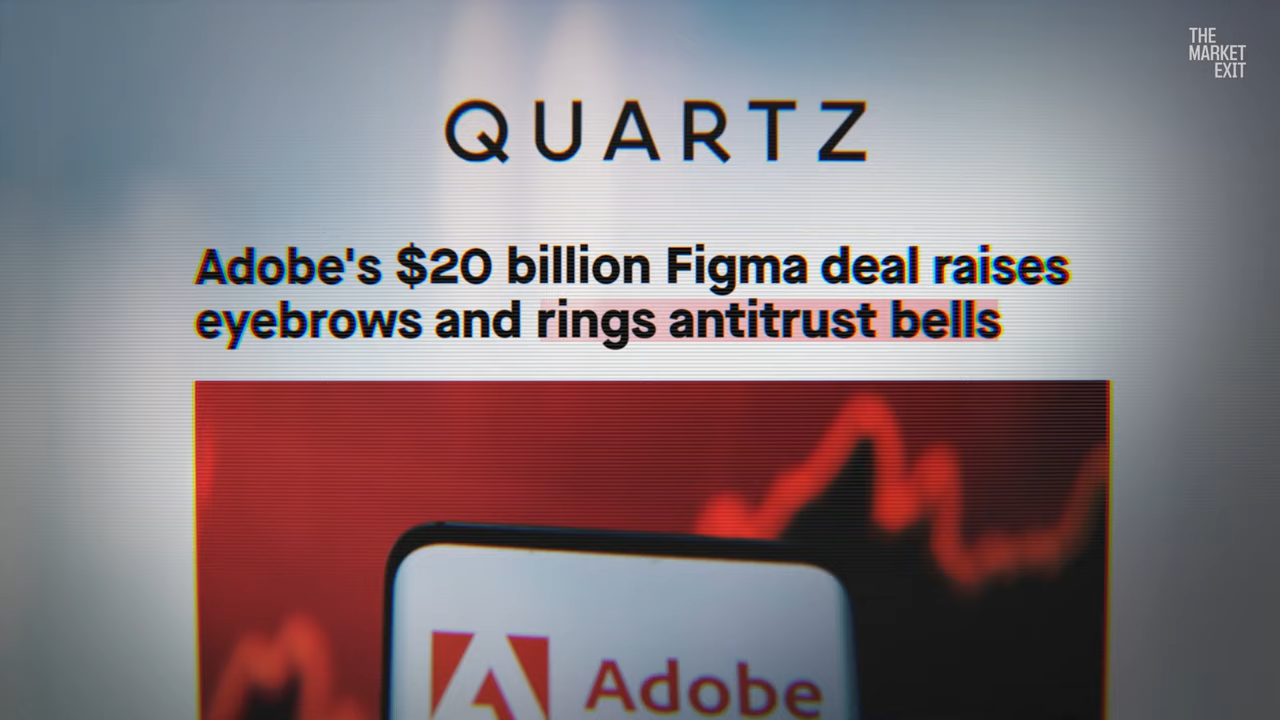 THE
MARKET
EXIT
QUARTZ
Adobe's $20 billion Figma deal raises
eyebrows and rings antitrust bells
Adobe